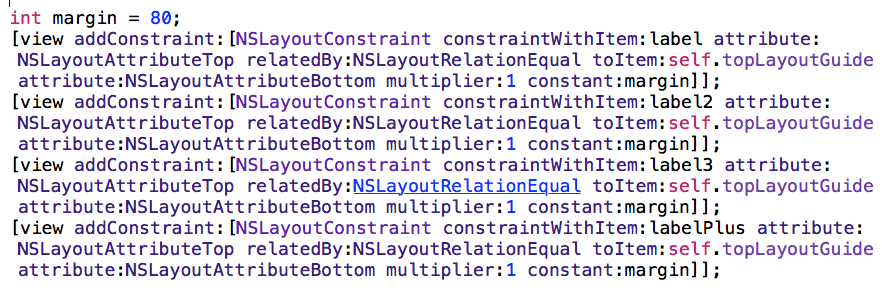 int margin = 80;
[view addConstraint:[NSLayoutConstraint constraintWithItem:label attribute:
NSLayoutAttributeTop relatedBy:NSLayoutRelationEqual toItem:self.topLayoutGuide
attribute:NSLayoutAttributeBottom multiplier:1 constant:margin]];
[view addConstraint:[NSLayoutConstraint constraintWithItem:label2 attribute:
NSLayoutAttributeTop relatedBy:NSLayoutRelationEqual toItem:self.topLayoutGuide
attribute:NSLayoutAttributeBottom multiplier:1 constant:margin]];
[view addConstraint:[NSLayoutConstraint constraintWithItem:label3 attribute:
NSLayoutAttributeTop relatedBy:NSLayoutRelationEqual toItem:self.topLayoutGuide
attribute:NSLayoutAttributeBottom multiplier:1 constant:margin]];
[view addConstraint:[NSLayoutConstraint constraintWithItem:labelPlus attribute:
NSLayoutAttributeTop relatedBy:NSLayoutRelationEqual toItem:self.topLayoutGuide
attribute:NSLayoutAttributeBottom multiplier:1 constant:margin]];